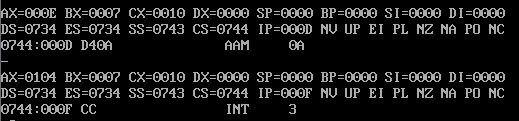 AX=000E BX=0007 CX=0010 DX=0000 SP=0000 BP=0000 SI=0000 DI=0000
DS=0734 ES=0734 SS=0743 CS=0744 IP=000D NV UP EI PL NZ NA PO NC
0744:000D D40A AAM 0A
-
AX=0104 BX=0007 CX=0010 DX=0000 SP=0000 BP=0000 SI=0000 DI=0000
DS=0734 ES=0734 SS=0743 CS=0744 IP=000F NV UP EI PL NZ NA PO NC
0744:000F CC INT 3